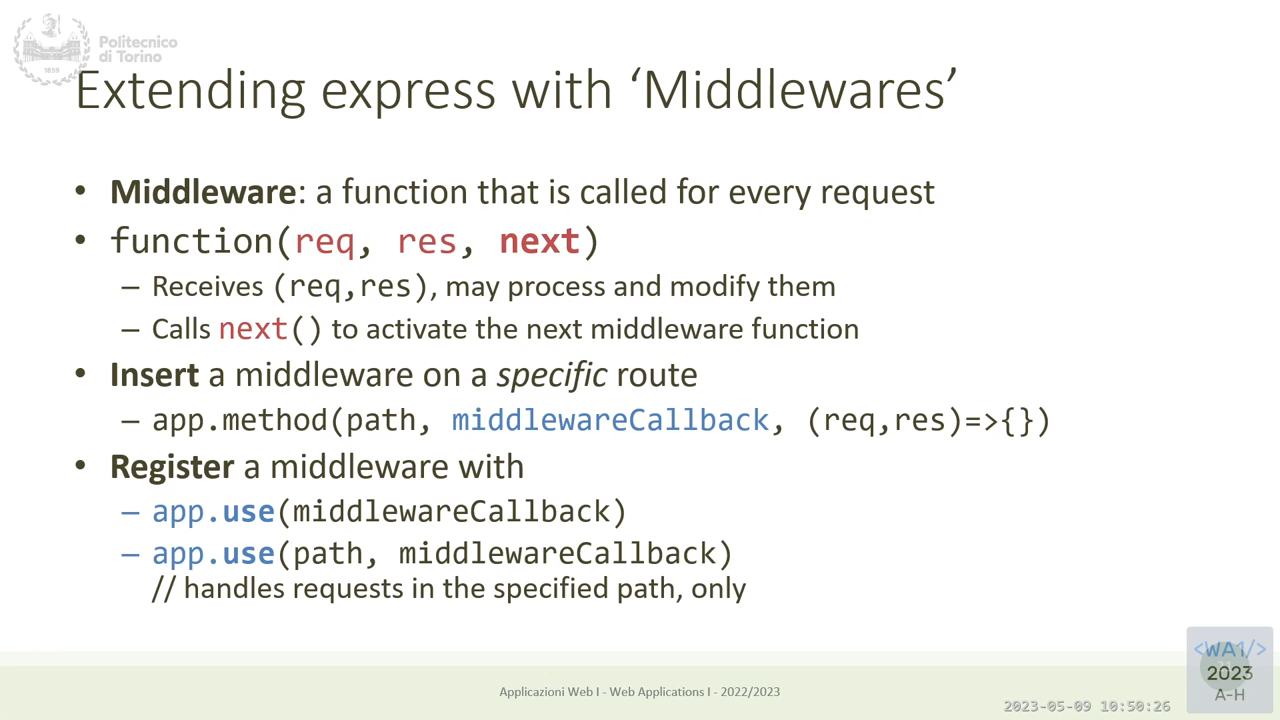 Politecnico
di Torino
1859
Extending express with ‘Middlewares’
• Middleware: a function that is called for every request
• function(req, res, next)
– Receives (req,res), may process and modify them
– Calls next() to activate the next middleware function
• Insert a middleware on a specific route
– app.method(path, middlewareCallback, (req,res)=>{})
• Register a middleware with
– app.use(middlewareCallback)
– app.use(path, middlewareCallback)
// handles requests in the specified path, only
Applicazioni Web I - Web Applications I - 2022/2023
<WA1/>
2023
A-H
2023-05-09 10:50:26